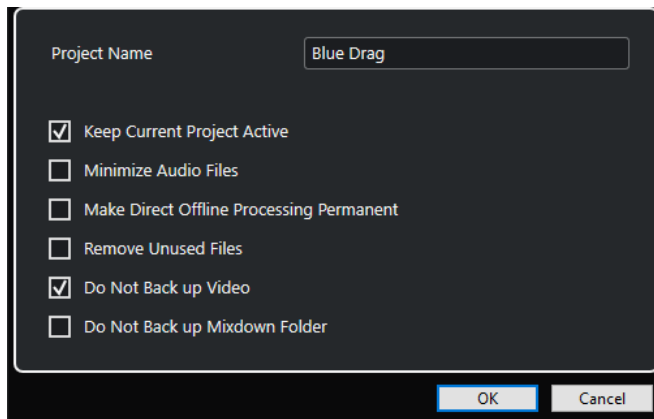 Project Name Blue Drag
Keep Current Project Active
Minimize Audio Files
Make Direct Offline Processing Permanent
Remove Unused Files
Do Not Back up Video
Do Not Back up Mixdown Folder
OK Cancel